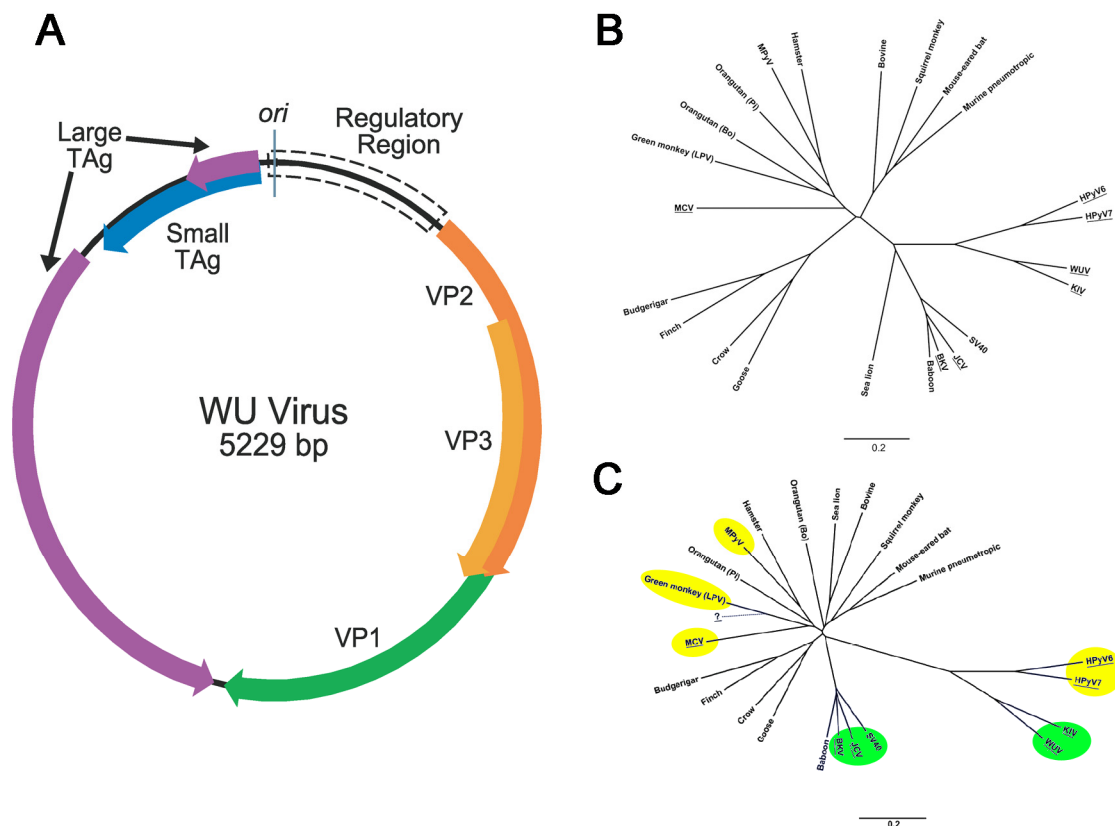 A
Large
TAg
ori
Regulatory
Region
Small
TAg
VP2
VP3
VP1
WU Virus
5229 bp
B
MPyV
Hamster
Orangutan (PI)
Orangutan (Bo)
Green monkey (LPV)
MCV
Bovine
Squirrel monkey
Mouse-eared bat
Murine pneumotropic
HPyV6
HPyV7
WUV
KIV
Budgerigar
Finch
Crow
Goose
Sea lion
Baboon
BKV
JCV
SV40
0.2
C
MPyV
Hamster
Orangutan (Bo)
Sea lion
Bovine
Squirrel monkey
Mouse-eared bat
Murine pneumotropic
Orangutan (PI)
Green monkey (LPV)
?
MCV
Budgerigar
Finch
Crow
Goose
Baboon
BKV
JCV
SV40
HPyV6
HPyV7
KIV
WUV
0.2